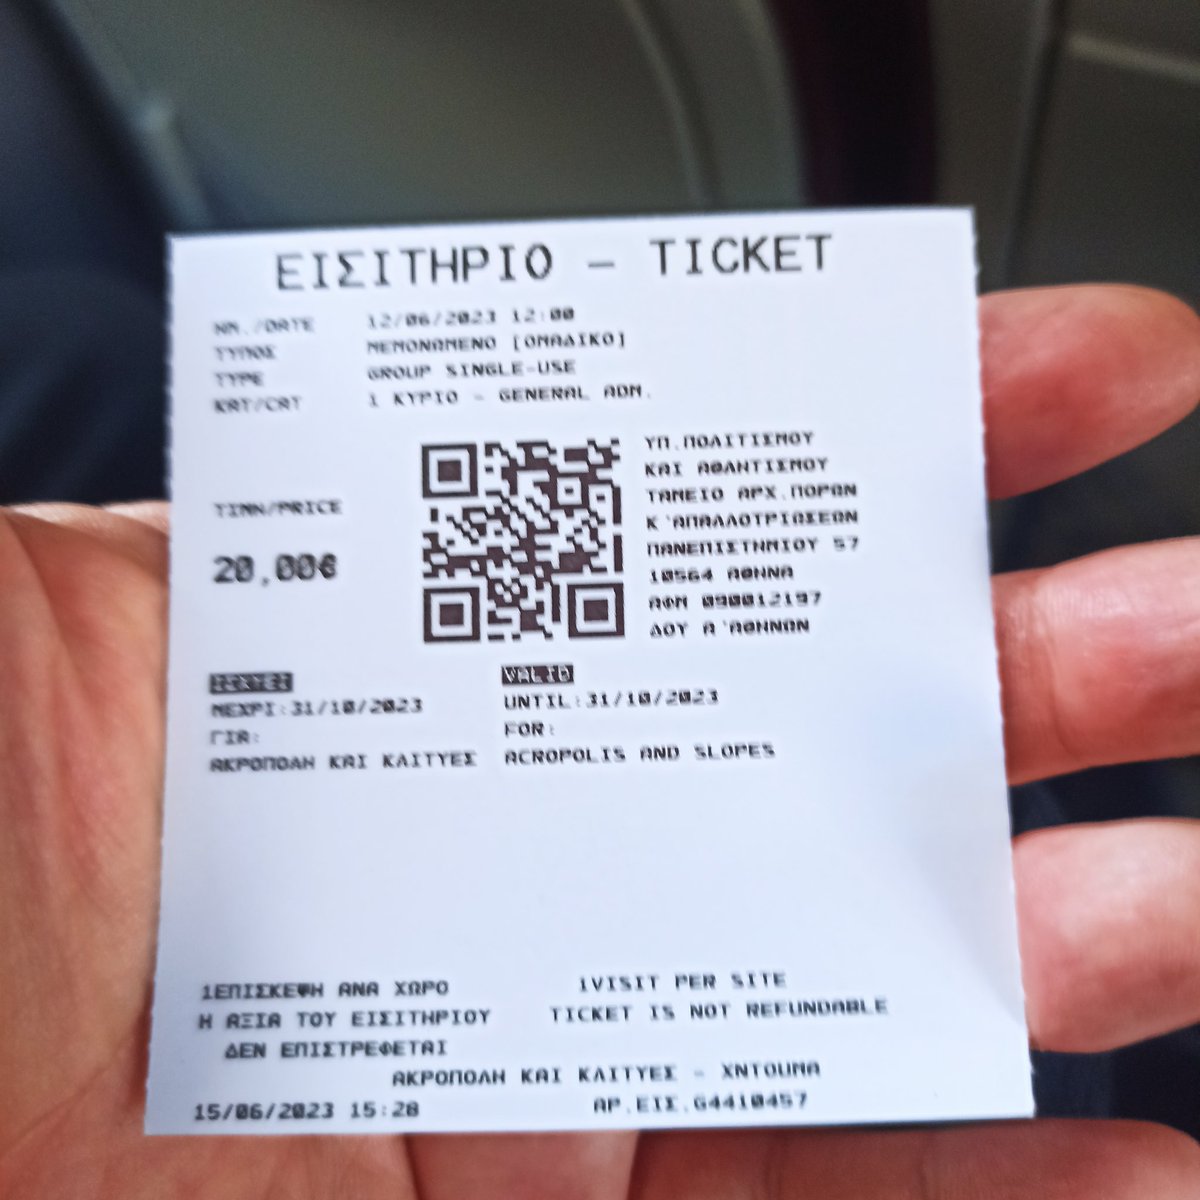 ΕΙΣΙΤΗΡΙΟ – TICKET
ΗΜ./DATE 12/06/2023 12:00
ΤΥΠΟΣ ΜΕΜΟΝΩΜΕΝΟ [ΟΜΑΔΙΚΟ]
TYPE GROUP SINGLE-USE
ΚΑΤ/CAT 1 ΚΥΡΙΟ - GENERAL ADM.
ΥΠ.ΠΟΛΙΤΙΣΜΟΥ
ΚΑΙ ΑΘΛΗΤΙΣΜΟΥ
ΤΑΜΕΙΟ ΑΡΧ.ΠΟΡΩΝ
Κ'ΑΠΑΛΛΟΤΡΙΩΣΕΩΝ
ΠΑΝΕΠΙΣΤΗΜΙΟΥ 57
10564 ΑΘΗΝΑ
ΑΦΜ 090012197
ΔΟΥ Α'ΑΘΗΝΩΝ
ΤΙΜΗ/PRICE
20,00€
ΙΣΧΥΕΙ
ΜΕΧΡΙ:31/10/2023
ΓΙΑ:
ΑΚΡΟΠΟΛΗ ΚΑΙ ΚΛΙΤΥΕΣ
VALID
UNTIL:31/10/2023
FOR:
ACROPOLIS AND SLOPES
1ΕΠΙΣΚΕΨΗ ΑΝΑ ΧΩΡΟ
Η ΑΞΙΑ ΤΟΥ ΕΙΣΙΤΗΡΙΟΥ
ΔΕΝ ΕΠΙΣΤΡΕΦΕΤΑΙ
1VISIT PER SITE
TICKET IS NOT REFUNDABLE
ΑΚΡΟΠΟΛΗ ΚΑΙ ΚΛΙΤΥΕΣ - ΧΝΤΟΥΜΑ
15/06/2023 15:28 ΑΡ.ΕΙΣ.G4410457